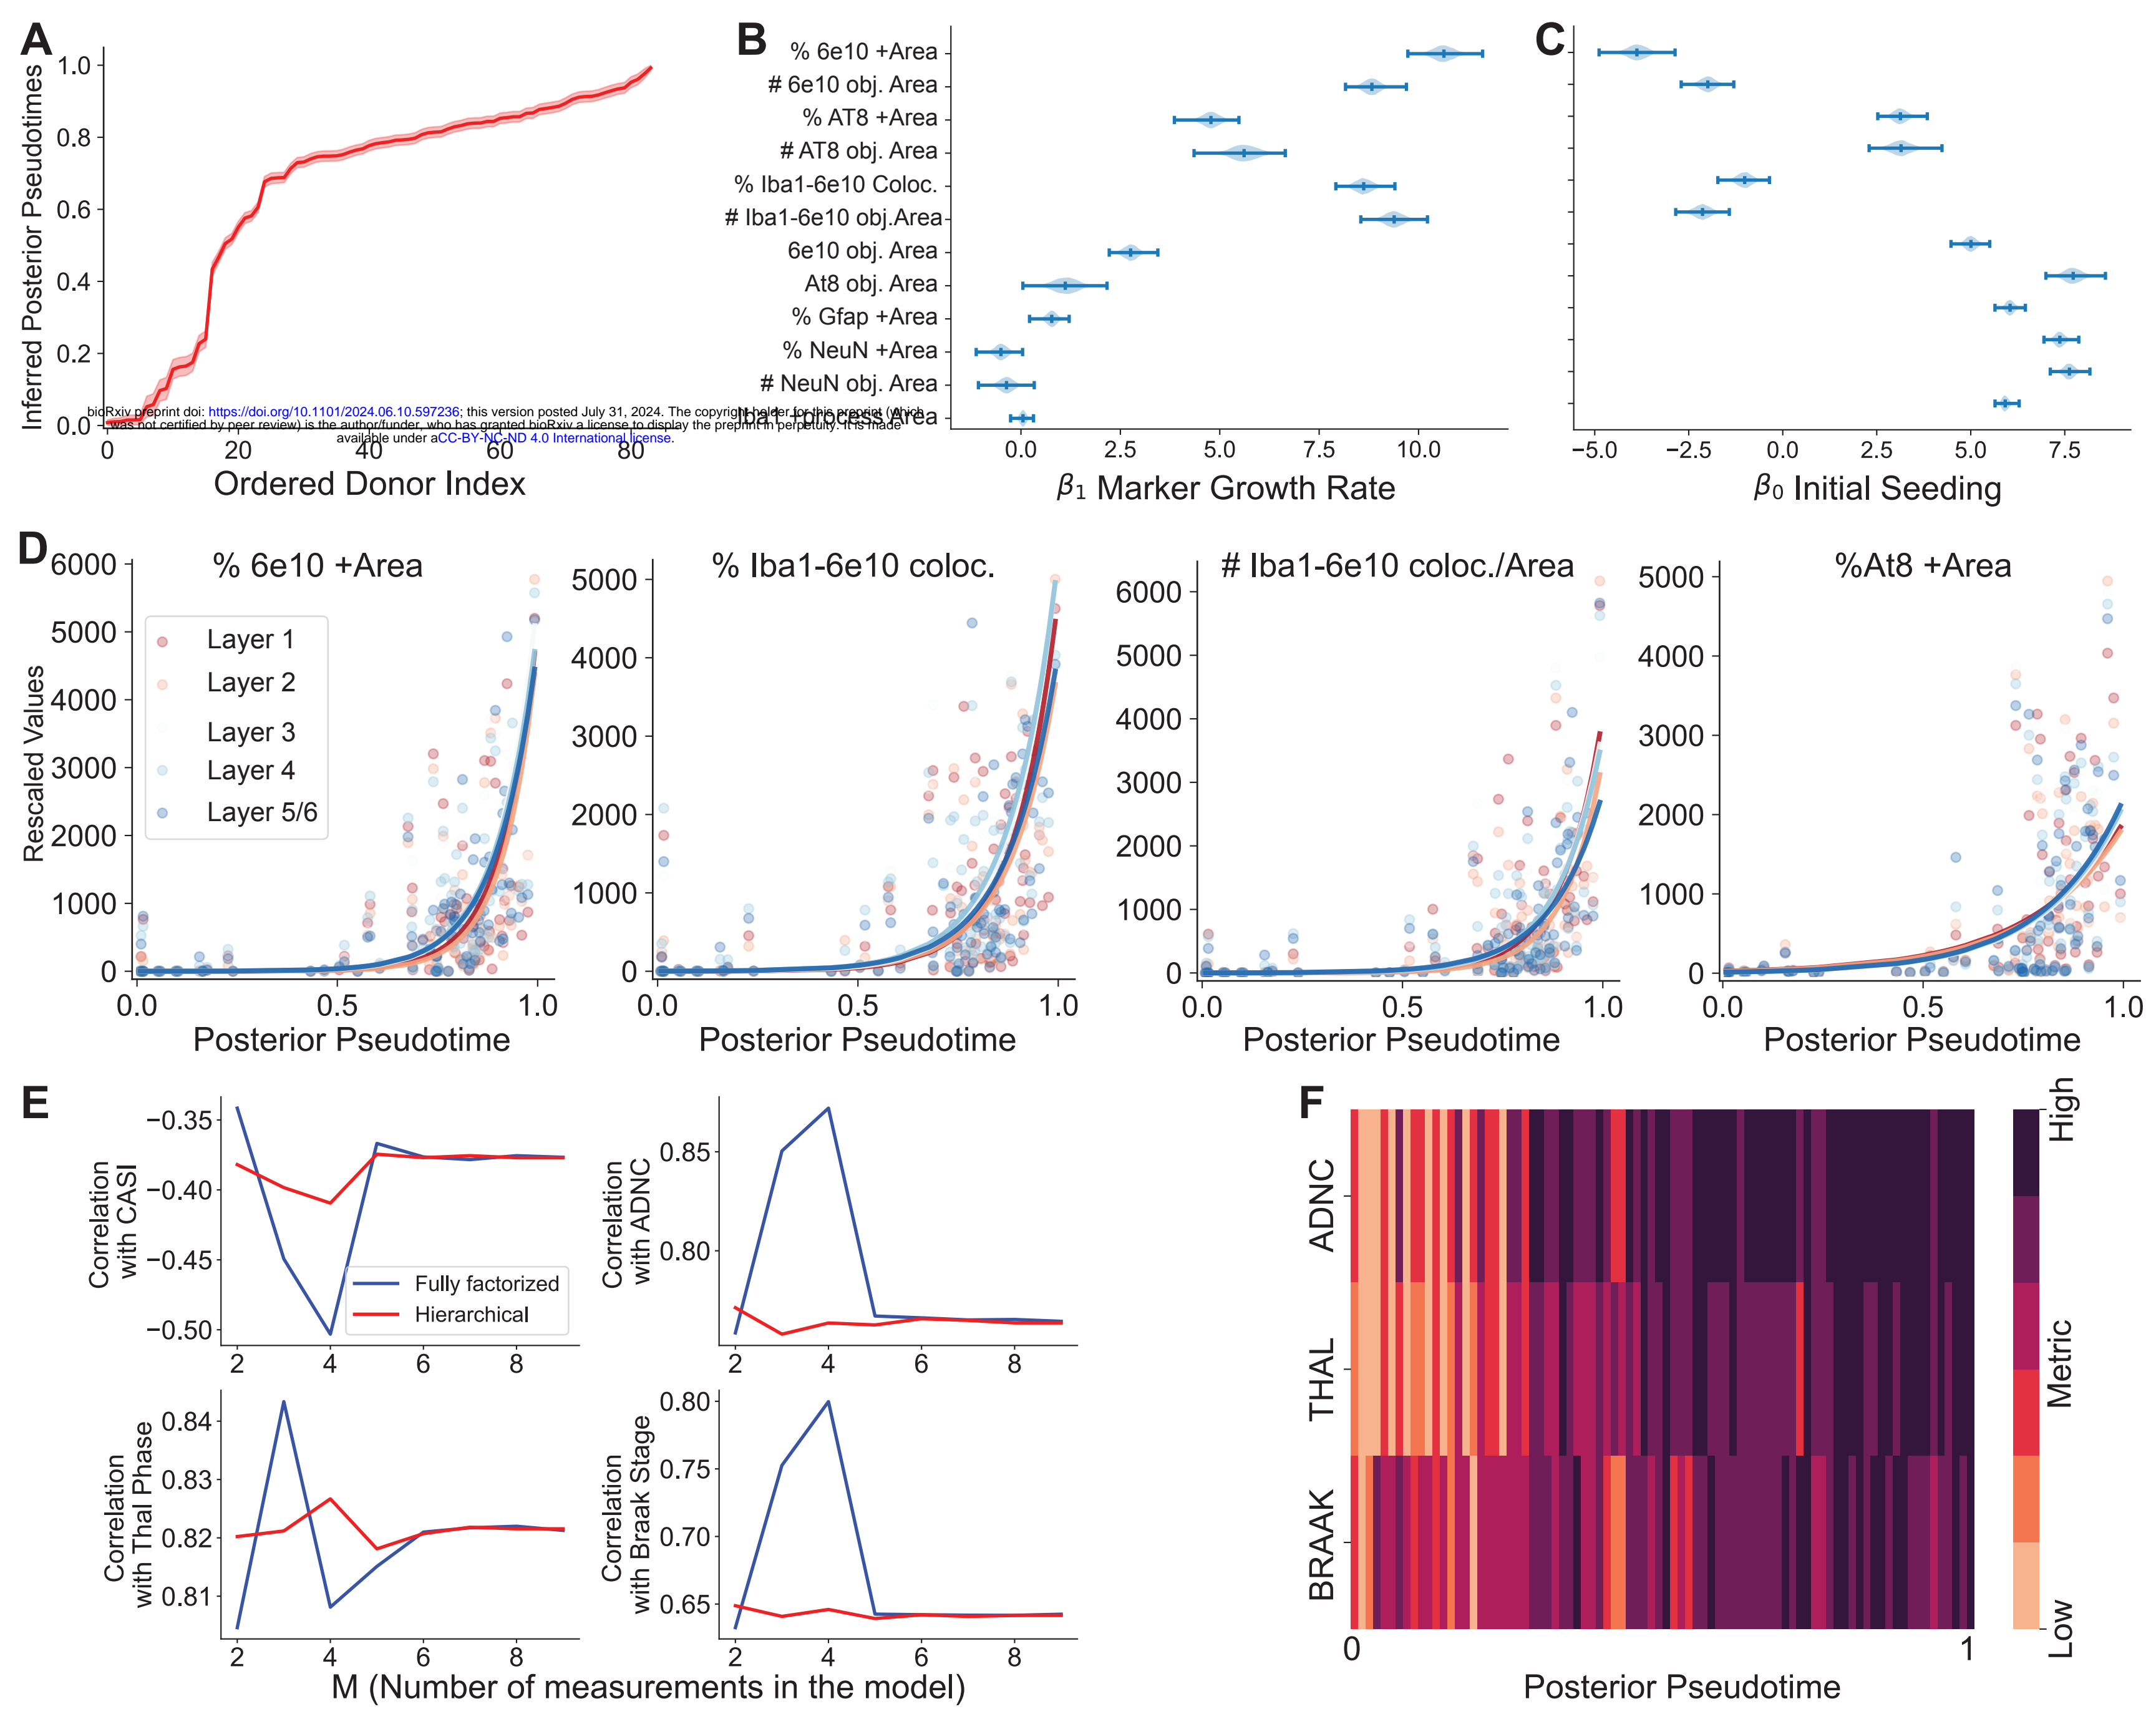 A
Inferred Posterior Pseudotimes
1.0
0.8
0.6
0.4
0.2
0.0
0
20
40
60
80
Ordered Donor Index
bioRxiv preprint doi: https://doi.org/10.1101/2024.06.10.597236; this version posted July 31, 2024. The copyright holder for this preprint (which
was not certified by peer review) is the author/funder, who has granted bioRxiv a license to display the preprint in perpetuity. It is made
available under aCC-BY-NC-ND 4.0 International license.
B
% 6e10 +Area
# 6e10 obj. Area
% AT8 +Area
# AT8 obj. Area
% Iba1-6e10 Coloc.
# Iba1-6e10 obj.Area
6e10 obj. Area
At8 obj. Area
% Gfap +Area
% NeuN +Area
# NeuN obj. Area
Iba1 +process Area
0.0
2.5
5.0
7.5
10.0
β1 Marker Growth Rate
C
−5.0
−2.5
0.0
2.5
5.0
7.5
β0 Initial Seeding
D
Rescaled Values
% 6e10 +Area
6000
5000
4000
3000
2000
1000
0
Layer 1
Layer 2
Layer 3
Layer 4
Layer 5/6
0.0
0.5
1.0
Posterior Pseudotime
% Iba1-6e10 coloc.
5000
4000
3000
2000
1000
0
0.0
0.5
1.0
Posterior Pseudotime
# Iba1-6e10 coloc./Area
6000
5000
4000
3000
2000
1000
0
0.0
0.5
1.0
Posterior Pseudotime
%At8 +Area
5000
4000
3000
2000
1000
0
0.0
0.5
1.0
Posterior Pseudotime
E
Correlation
with CASI
−0.35
−0.40
−0.45
−0.50
Fully factorized
Hierarchical
2
4
6
8
Correlation
with ADNC
0.85
0.80
2
4
6
8
Correlation
with Thal Phase
0.84
0.83
0.82
0.81
2
4
6
8
Correlation
with Braak Stage
0.80
0.75
0.70
0.65
2
4
6
8
M (Number of measurements in the model)
F
ADNC
THAL
BRAAK
0
1
Posterior Pseudotime
High
Metric
Low